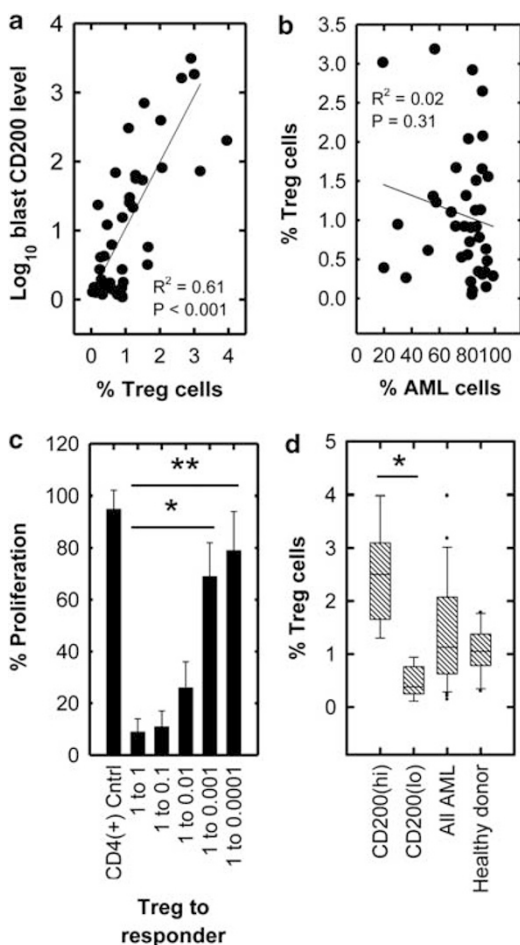 a
Log10 blast CD200 level
4
3
2
1
0
R2 = 0.61
P < 0.001
0 1 2 3 4
% Treg cells
b
% Treg cells
3.5
3.0
2.5
2.0
1.5
1.0
0.5
0.0
R2 = 0.02
P = 0.31
0 20 40 60 80 100
% AML cells
c
% Proliferation
120
100
80
60
40
20
0
**
*
CD4(+) Cntrl
1 to 1
1 to 0.1
1 to 0.01
1 to 0.001
1 to 0.0001
Treg to
responder
d
% Treg cells
5
4
3
2
1
0
*
CD200(hi)
CD200(lo)
All AML
Healthy donor